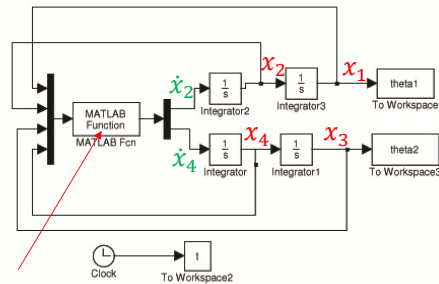 ẋ₂
1/s
Integrator2
x₂
1/s
Integrator3
x₁
theta1
To Workspace
MATLAB
Function
MATLAB Fcn
ẋ₄
1/s
Integrator
x₄
1/s
Integrator1
x₃
theta2
To Workspace3
Clock
t
To Workspace2